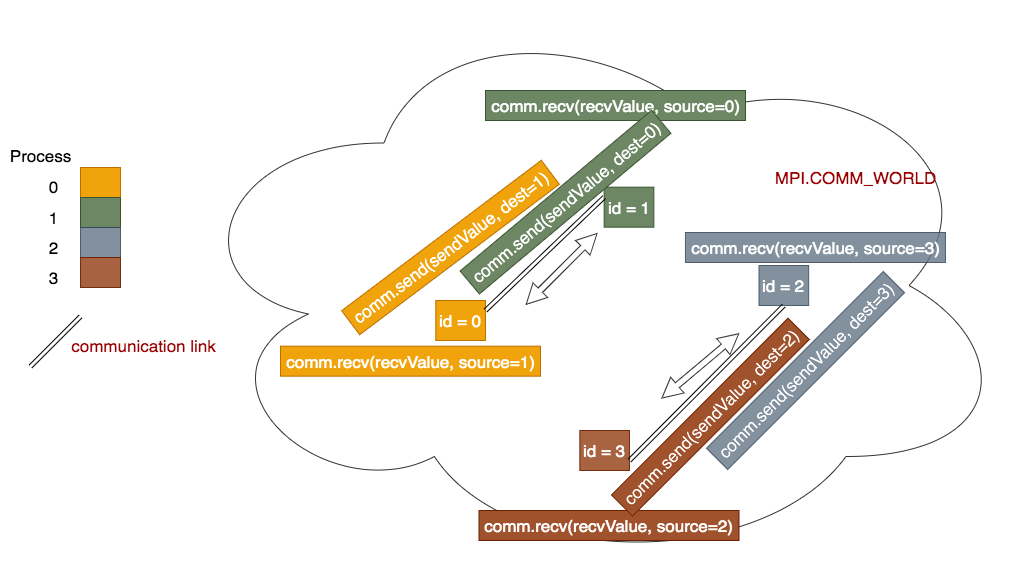 Process
0
1
2
3
communication link
MPI.COMM_WORLD
comm.recv(recvValue, source=0)
comm.send(sendValue, dest=0)
comm.send(sendValue, dest=1)
id = 1
id = 0
comm.recv(recvValue, source=1)
comm.recv(recvValue, source=3)
id = 2
comm.send(sendValue, dest=3)
comm.send(sendValue, dest=2)
id = 3
comm.recv(recvValue, source=2)